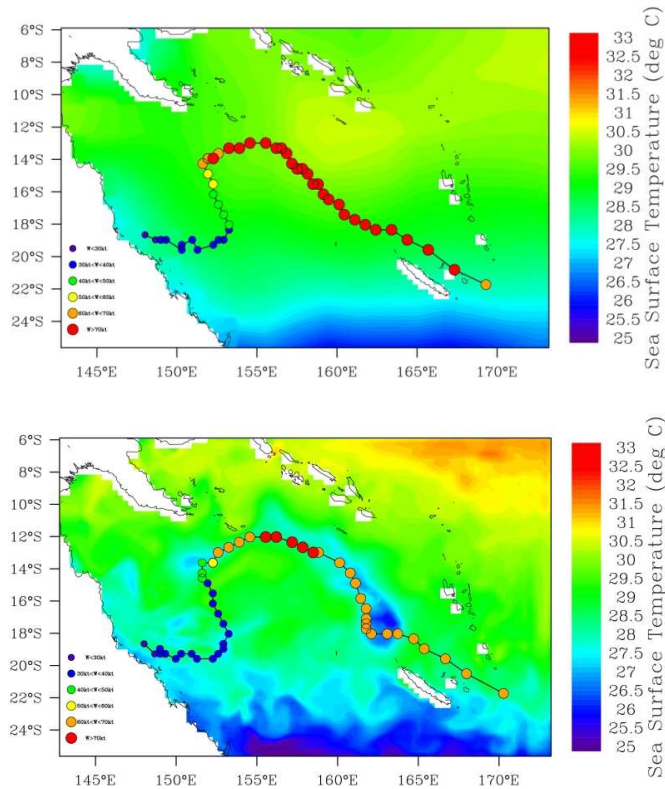 6°S
8°S
10°S
12°S
14°S
16°S
18°S
20°S
22°S
24°S
30kt<W<40kt
40kt<W<50kt
60kt<W<70kt
W>70kt
145°E 150°E 155°E 160°E 165°E 170°E
33
32.5
32
31.5
31
30.5
30
29.5
29
28.5
28
27.5
27
26.5
26
25.5
25
Sea Surface Temperature (deg C)
6°S
8°S
10°S
12°S
14°S
16°S
18°S
20°S
22°S
24°S
W<30kt
30kt<W<40kt
40kt<W<50kt
50kt<W<60kt
60kt<W<70kt
W>70kt
145°E 150°E 155°E 160°E 165°E 170°E
33
32.5
32
31.5
31
30.5
30
29.5
29
28.5
28
27.5
27
26.5
26
25.5
25
Sea Surface Temperature (deg C)